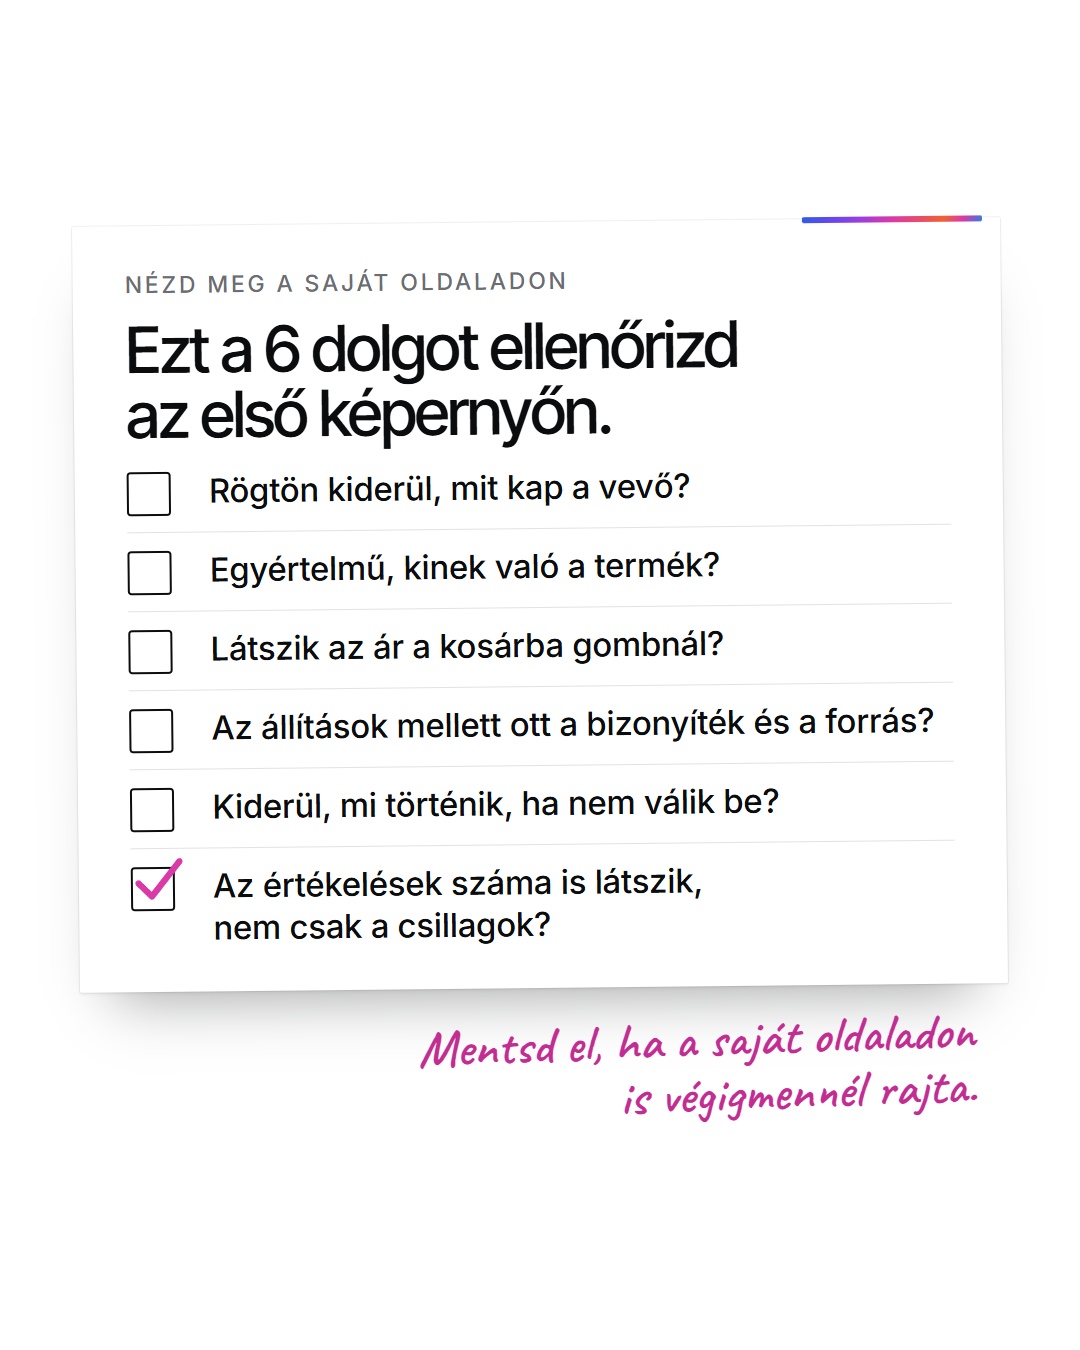 NÉZD MEG A SAJÁT OLDALADON
Ezt a 6 dolgot ellenőrizd
az első képernyőn.
Rögtön kiderül, mit kap a vevő?
Egyértelmű, kinek való a termék?
Látszik az ár a kosárba gombnál?
Az állítások mellett ott a bizonyíték és a forrás?
Kiderül, mi történik, ha nem válik be?
Az értékelések száma is látszik,
nem csak a csillagok?
Mentsd el, ha a saját oldaladon
is végigmennél rajta.